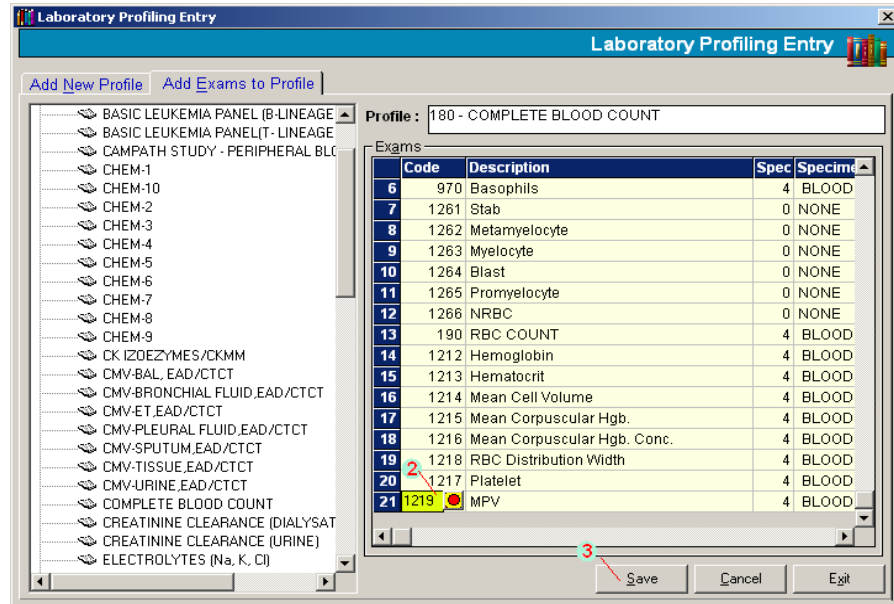 Laboratory Profiling Entry
Laboratory Profiling Entry
Add New Profile Add Exams to Profile
BASIC LEUKEMIA PANEL (B-LINEAGE
BASIC LEUKEMIA PANEL(T- LINEAGE
CAMPATH STUDY - PERIPHERAL BLO
CHEM-1
CHEM-10
CHEM-2
CHEM-3
CHEM-4
CHEM-5
CHEM-6
CHEM-7
CHEM-8
CHEM-9
CK IZOEZYMES/CKMM
CMV-BAL, EAD/CTCT
CMV-BRONCHIAL FLUID,EAD/CTCT
CMV-ET,EAD/CTCT
CMV-PLEURAL FLUID,EAD/CTCT
CMV-SPUTUM,EAD/CTCT
CMV-TISSUE,EAD/CTCT
CMV-URINE,EAD/CTCT
COMPLETE BLOOD COUNT
CREATININE CLEARANCE (DIALYSAT
CREATININE CLEARANCE (URINE)
ELECTROLYTES (Na, K, Cl)
Profile : 180 - COMPLETE BLOOD COUNT
Exams
Code Description Spec Specime
6 970 Basophils 4 BLOOD
7 1261 Stab 0 NONE
8 1262 Metamyelocyte 0 NONE
9 1263 Myelocyte 0 NONE
10 1264 Blast 0 NONE
11 1265 Promyelocyte 0 NONE
12 1266 NRBC 0 NONE
13 190 RBC COUNT 4 BLOOD
14 1212 Hemoglobin 4 BLOOD
15 1213 Hematocrit 4 BLOOD
16 1214 Mean Cell Volume 4 BLOOD
17 1215 Mean Corpuscular Hgb. 4 BLOOD
18 1216 Mean Corpuscular Hgb. Conc. 4 BLOOD
19 1218 RBC Distribution Width 4 BLOOD
2
20 1217 Platelet 4 BLOOD
21 1219 MPV 4 BLOOD
3
Save Cancel Exit